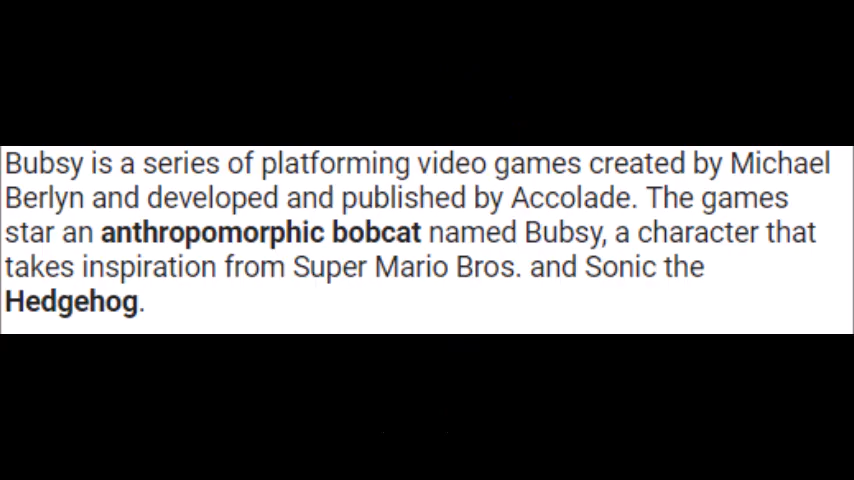 Bubsy is a series of platforming video games created by Michael
Berlyn and developed and published by Accolade. The games
star an anthropomorphic bobcat named Bubsy, a character that
takes inspiration from Super Mario Bros. and Sonic the
Hedgehog.